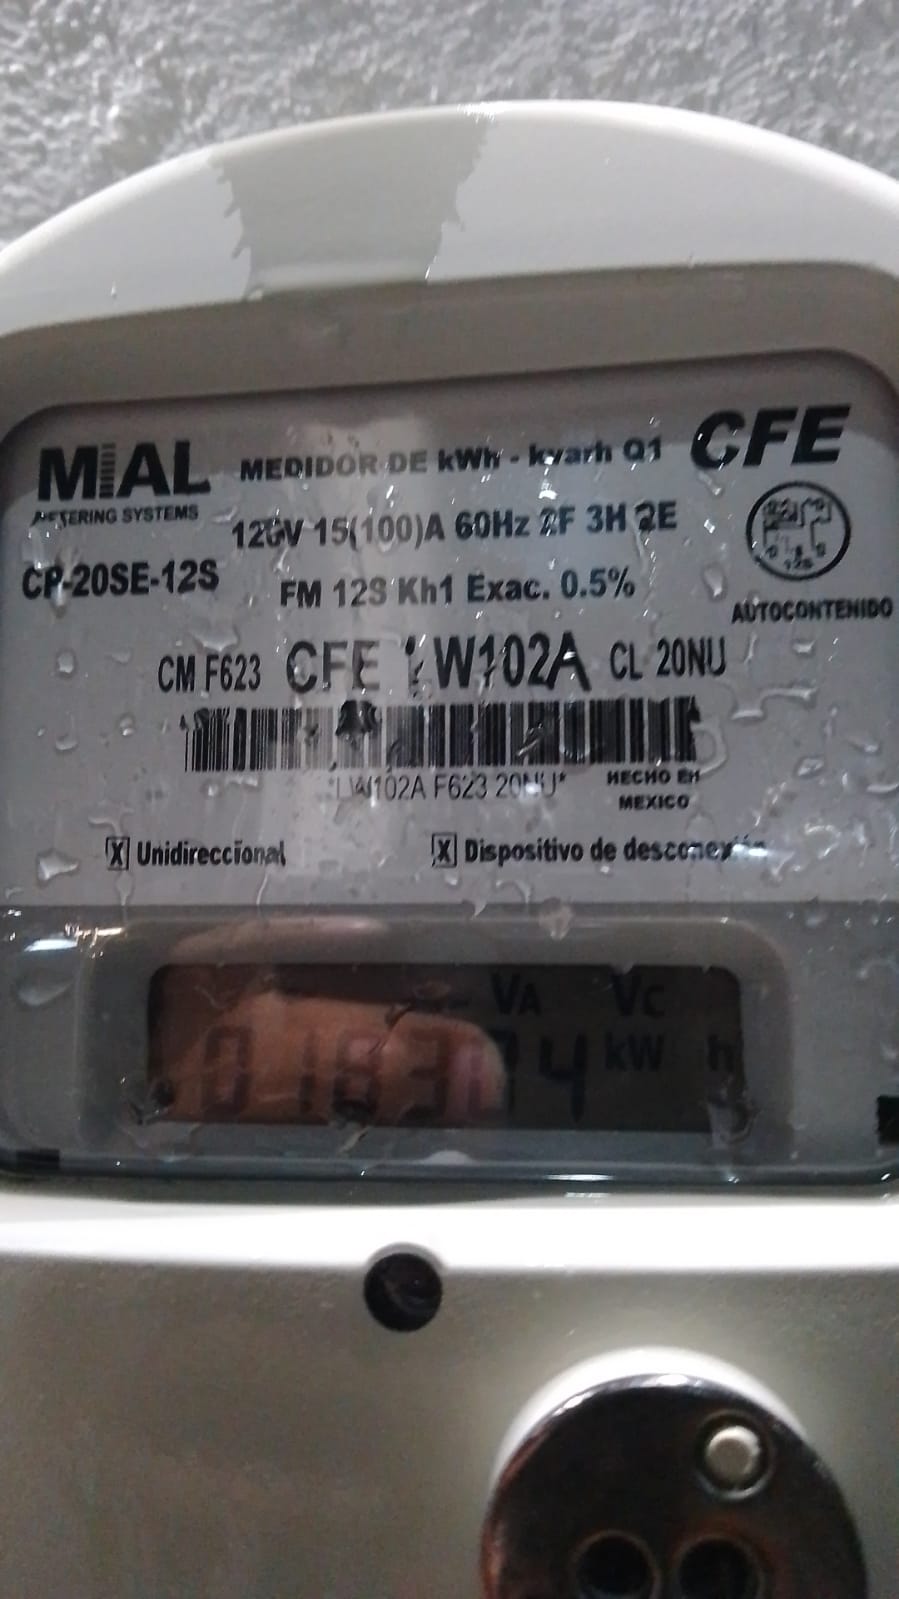 MIAL CFE
MEDIDOR DE kWh - kvarh Q1
METERING SYSTEMS
120V 15(100)A 60Hz 2F 3H 2E
CP-20SE-12S
FM 12S Kh1 Exac. 0.5%
12S
AUTOCONTENIDO
CM F623 CFE W102A CL 20NU
W102A F623 20NU*
HECHO EN
MEXICO
X Unidireccional X Dispositivo de desconexión
VA VC
kW h